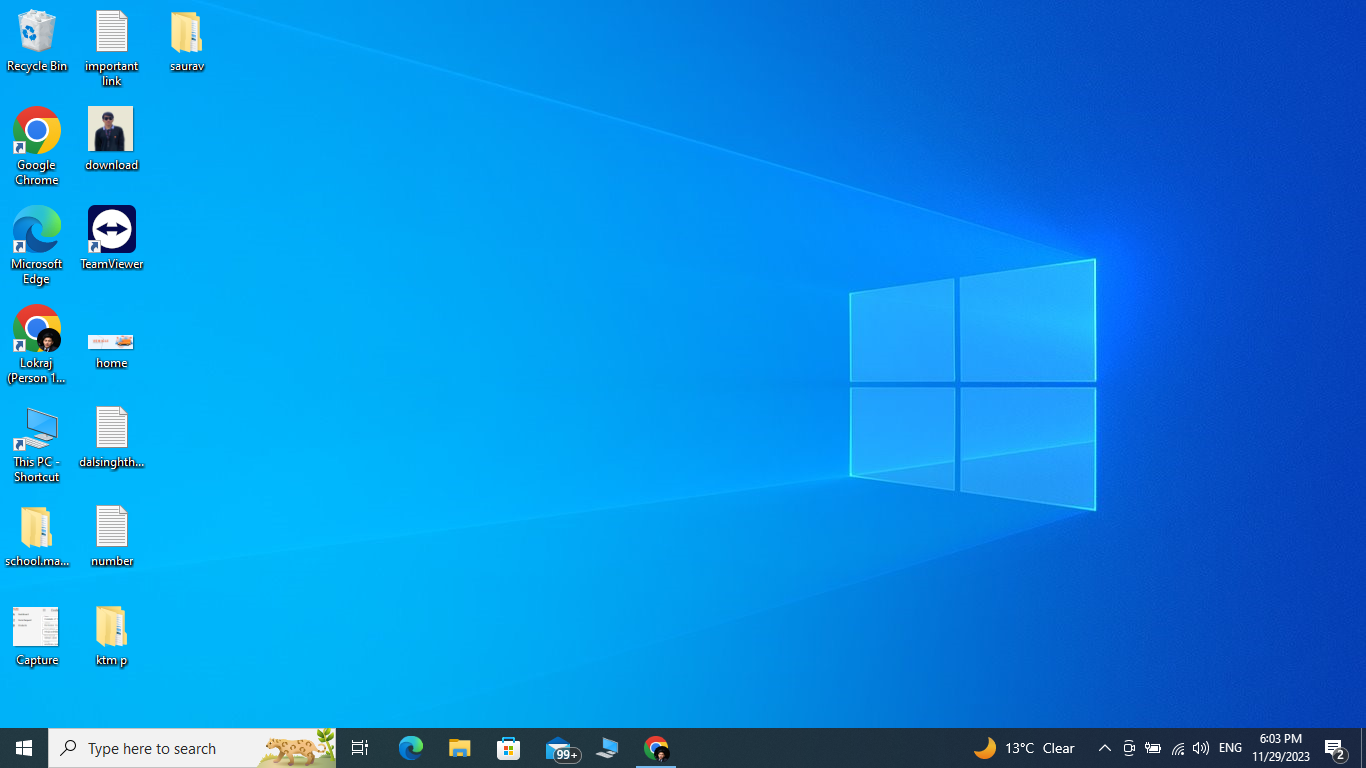 Recycle Bin
important
link
saurav
Google
Chrome
download
Microsoft
Edge
TeamViewer
Lokraj
(Person 1...
home
This PC -
Shortcut
dalsinghth...
school.ma...
number
Capture
ktm p
Type here to search
99+
13°C Clear
ENG
6:03 PM
11/29/2023
2